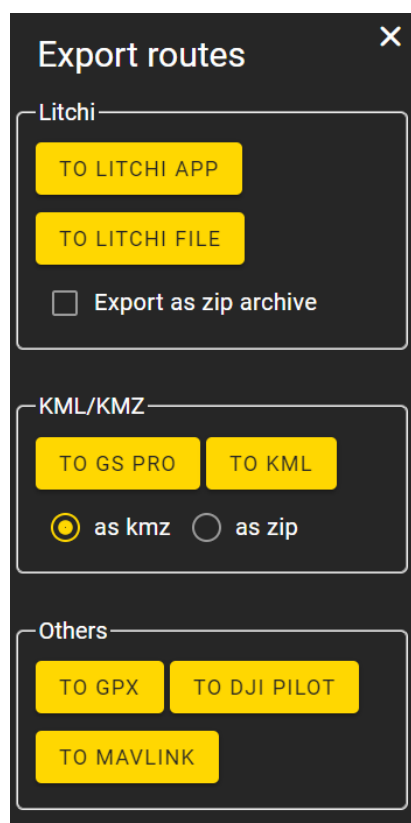 Export routes
Litchi
TO LITCHI APP
TO LITCHI FILE
Export as zip archive
KML/KMZ
TO GS PRO TO KML
as kmz as zip
Others
TO GPX TO DJI PILOT
TO MAVLINK